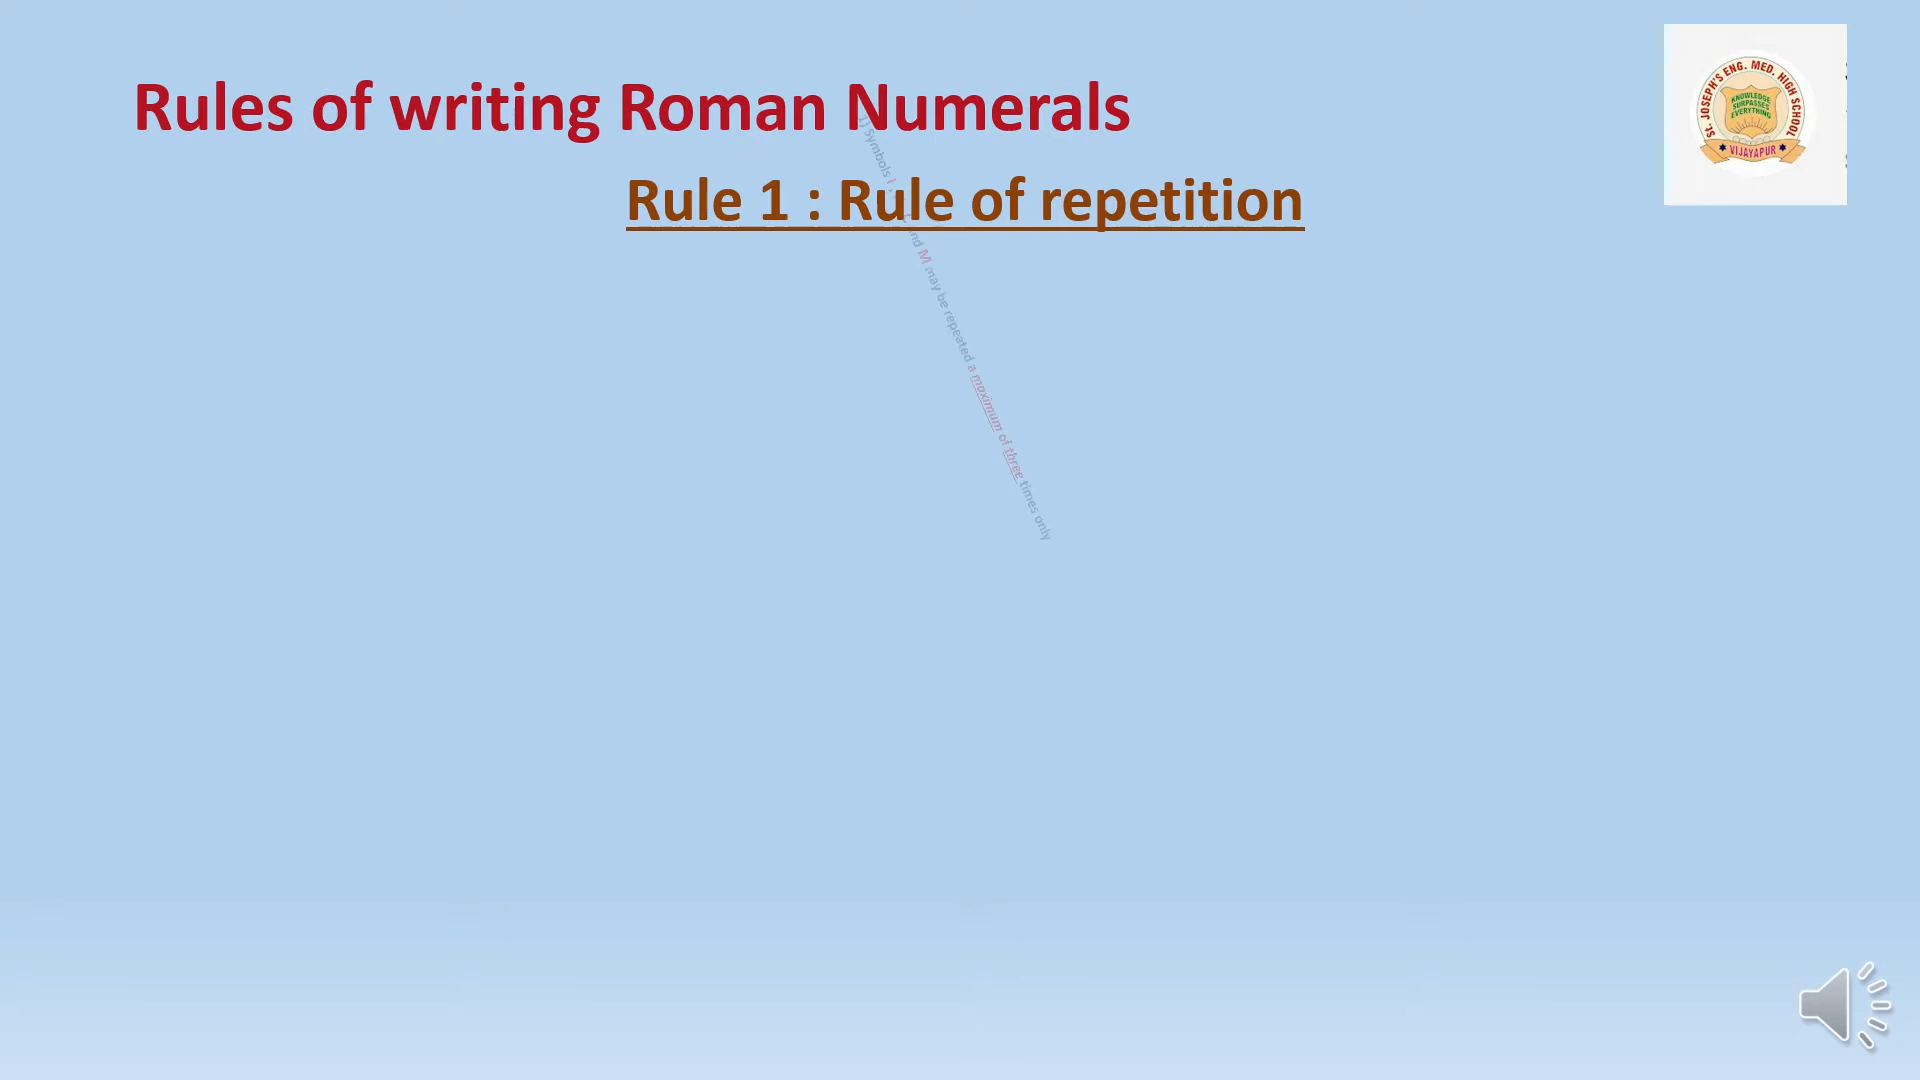 Rules of writing Roman Numerals
Rule 1 : Rule of repetition
1) Symbols I and M may be repeated a maximum of three times only
ST. JOSEPH'S ENG. MED. HIGH SCHOOL
KNOWLEDGE
SURPASSES
EVERYTHING
VIJAYAPUR